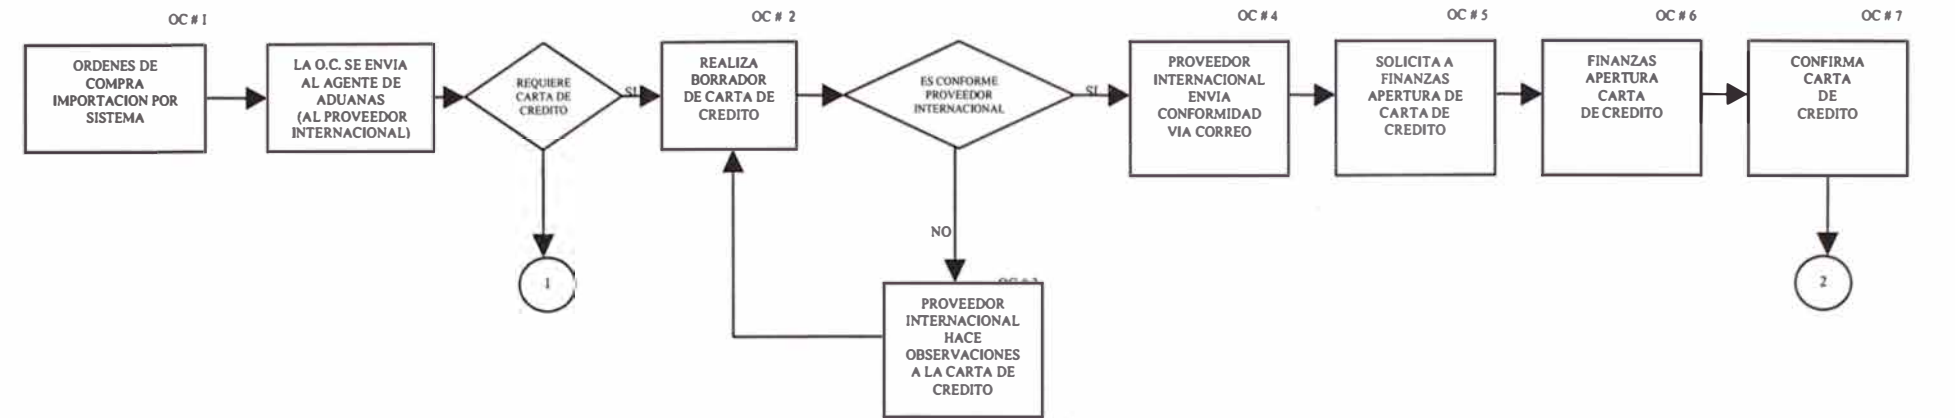 OC # 1
ORDENES DE
COMPRA
IMPORTACION POR
SISTEMA
LA O.C. SE ENVIA
AL AGENTE DE
ADUANAS
(AL PROVEEDOR
INTERNACIONAL)
REQUIERE
CARTA DE
CREDITO
SI
1
OC # 2
REALIZA
BORRADOR
DE CARTA DE
CREDITO
ES CONFORME
PROVEEDOR
INTERNACIONAL
SI
NO
OC # 3
PROVEEDOR
INTERNACIONAL
HACE
OBSERVACIONES
A LA CARTA DE
CREDITO
OC # 4
PROVEEDOR
INTERNACIONAL
ENVIA
CONFORMIDAD
VIA CORREO
OC # 5
SOLICITA A
FINANZAS
APERTURA DE
CARTA DE
CREDITO
OC # 6
FINANZAS
APERTURA
CARTA
DE CREDITO
OC # 7
CONFIRMA
CARTA
DE
CREDITO
2